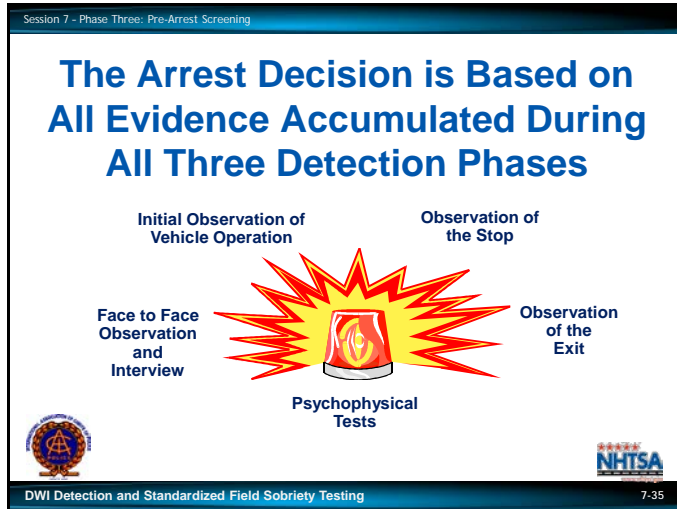 Session 7 – Phase Three: Pre-Arrest Screening
The Arrest Decision is Based on
All Evidence Accumulated During
All Three Detection Phases
Initial Observation of
Vehicle Operation
Observation of
the Stop
Face to Face
Observation
and
Interview
Observation
of the
Exit
Psychophysical
Tests
NHTSA
DWI Detection and Standardized Field Sobriety Testing
7-35